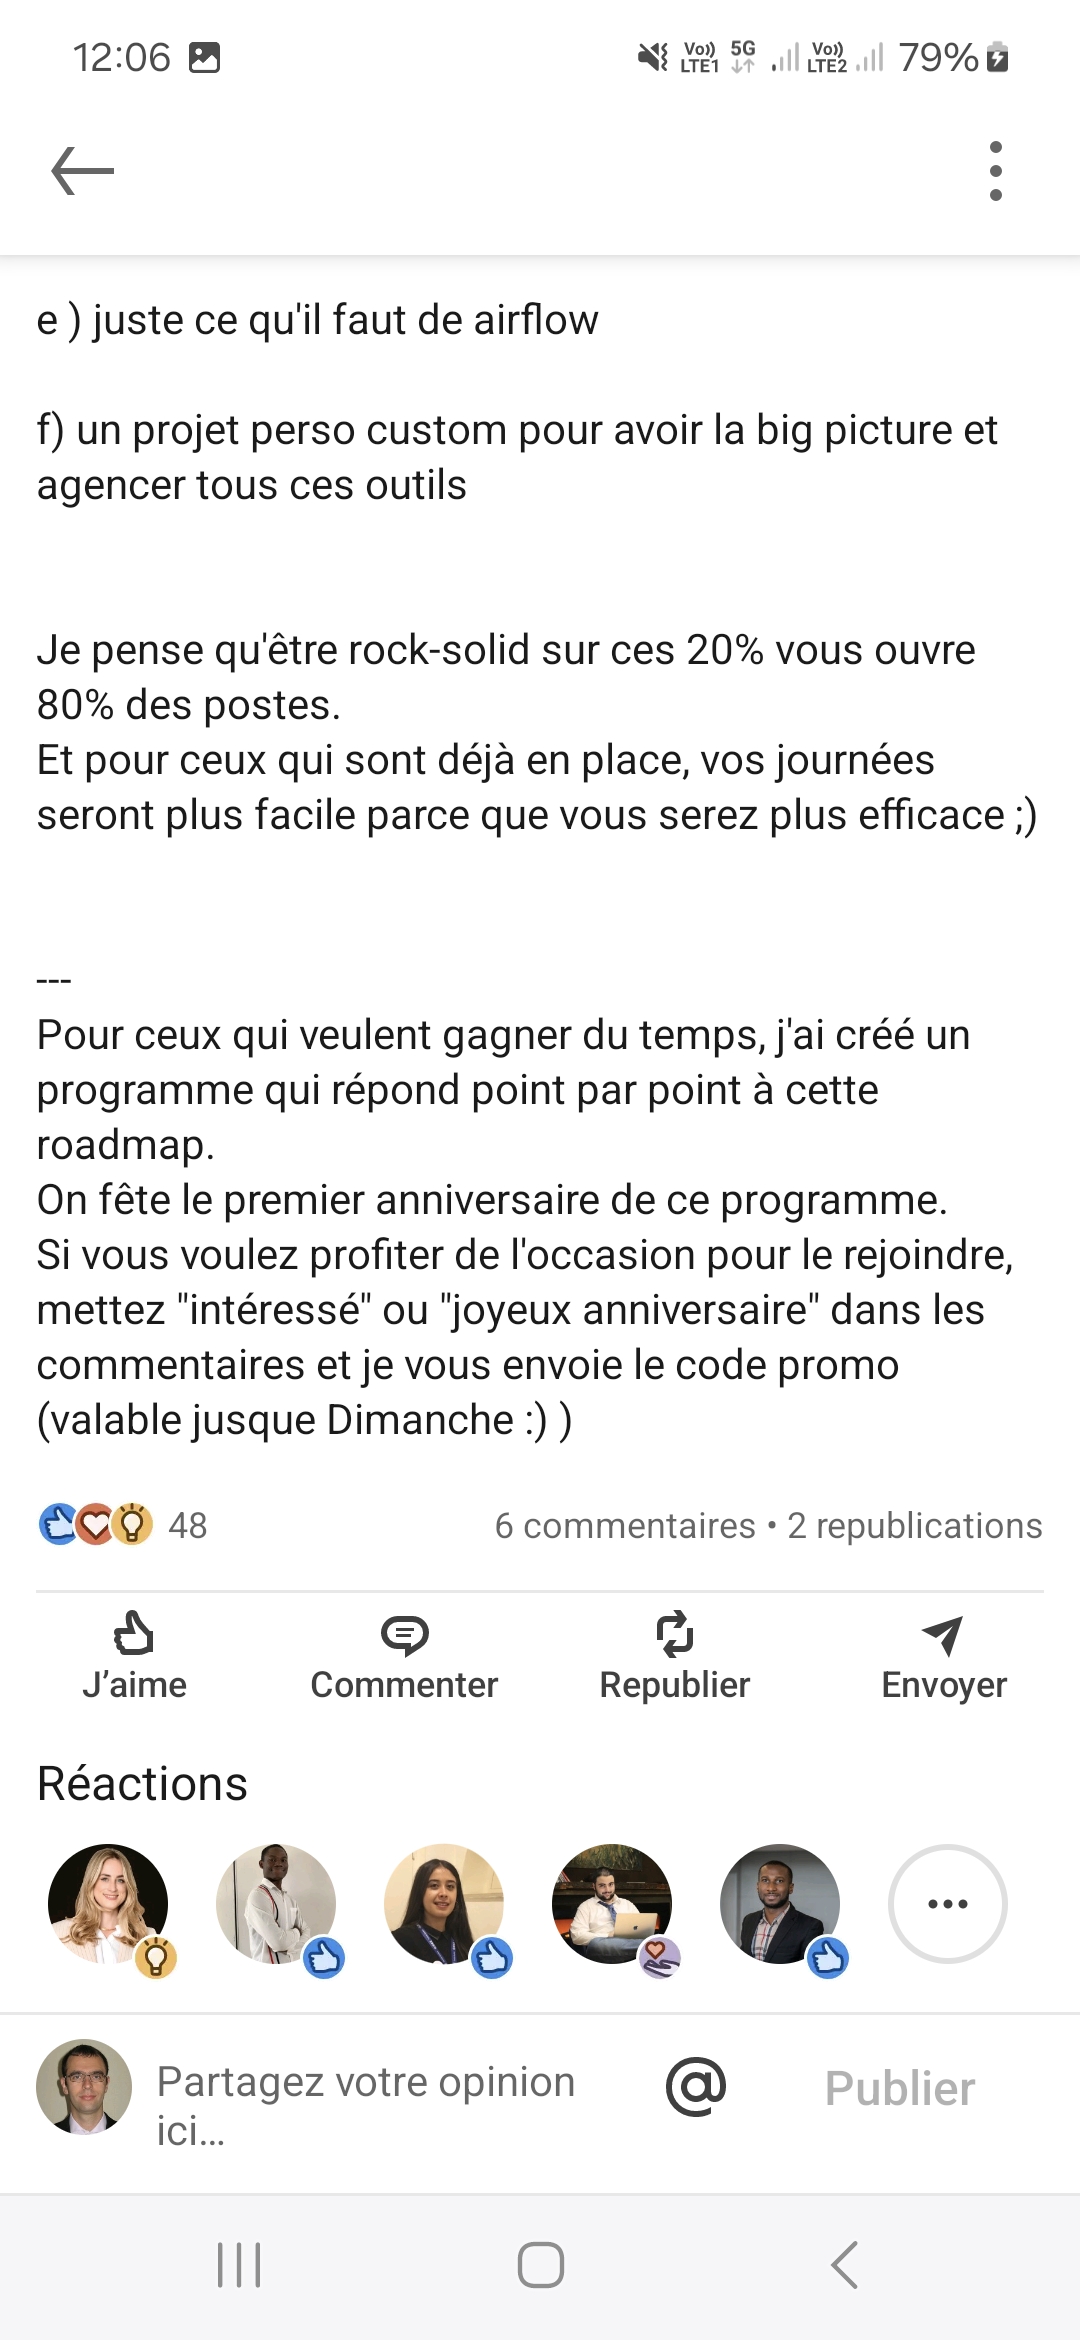 12:06
Vo)) LTE1 5G Vo)) LTE2 79%
e ) juste ce qu'il faut de airflow
f) un projet perso custom pour avoir la big picture et
agencer tous ces outils
Je pense qu'être rock-solid sur ces 20% vous ouvre
80% des postes.
Et pour ceux qui sont déjà en place, vos journées
seront plus facile parce que vous serez plus efficace ;)
---
Pour ceux qui veulent gagner du temps, j'ai créé un
programme qui répond point par point à cette
roadmap.
On fête le premier anniversaire de ce programme.
Si vous voulez profiter de l'occasion pour le rejoindre,
mettez "intéressé" ou "joyeux anniversaire" dans les
commentaires et je vous envoie le code promo
(valable jusque Dimanche :) )
48
6 commentaires • 2 republications
J’aime
Commenter
Republier
Envoyer
Réactions
Partagez votre opinion
ici…
@
Publier